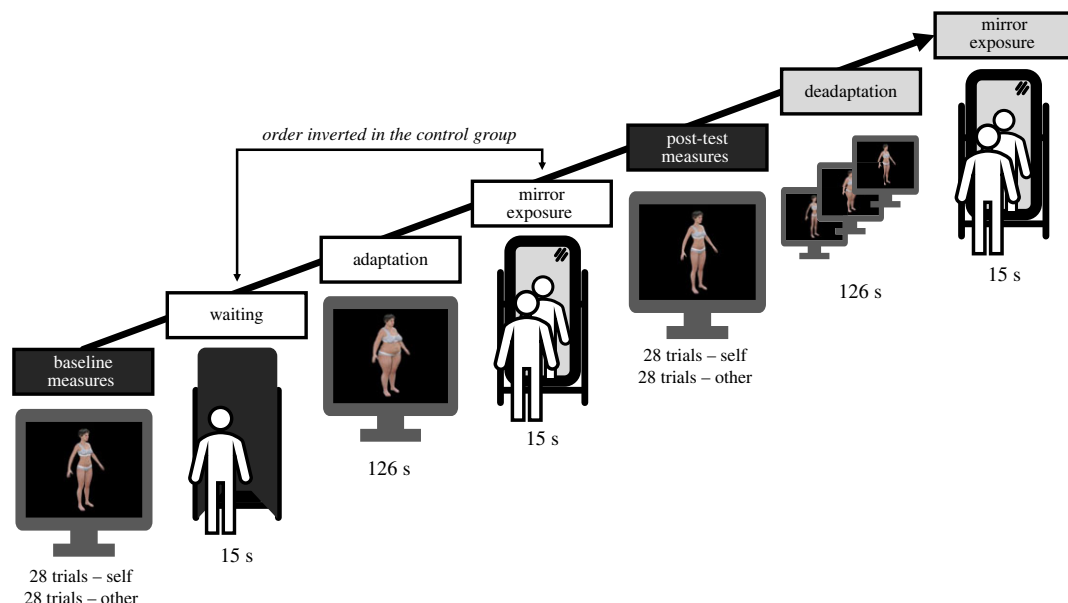 mirror
exposure
deadaptation
order inverted in the control group
post-test
measures
mirror
exposure
adaptation
15 s
waiting
126 s
baseline
measures
28 trials – self
28 trials – other
15 s
126 s
15 s
28 trials – self
28 trials – other